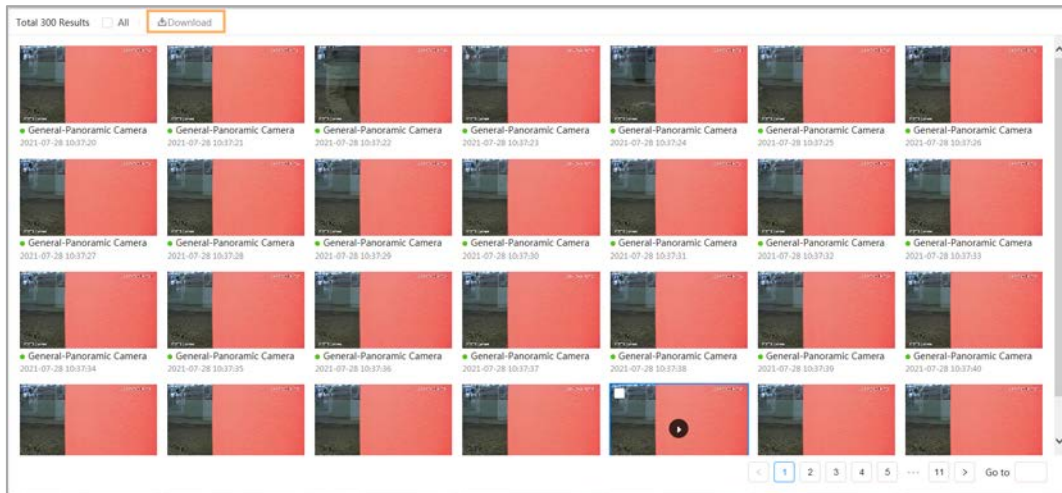 Total 300 Results All Download
General-Panoramic Camera General-Panoramic Camera General-Panoramic Camera General-Panoramic Camera General-Panoramic Camera General-Panoramic Camera General-Panoramic Camera
2021-07-28 10:37:20 2021-07-28 10:37:21 2021-07-28 10:37:22 2021-07-28 10:37:23 2021-07-28 10:37:24 2021-07-28 10:37:25 2021-07-28 10:37:26
General-Panoramic Camera General-Panoramic Camera General-Panoramic Camera General-Panoramic Camera General-Panoramic Camera General-Panoramic Camera General-Panoramic Camera
2021-07-28 10:37:27 2021-07-28 10:37:28 2021-07-28 10:37:29 2021-07-28 10:37:30 2021-07-28 10:37:31 2021-07-28 10:37:32 2021-07-28 10:37:33
General-Panoramic Camera General-Panoramic Camera General-Panoramic Camera General-Panoramic Camera General-Panoramic Camera General-Panoramic Camera General-Panoramic Camera
2021-07-28 10:37:34 2021-07-28 10:37:35 2021-07-28 10:37:36 2021-07-28 10:37:37 2021-07-28 10:37:38 2021-07-28 10:37:39 2021-07-28 10:37:40
< 1 2 3 4 5 ... 11 > Go to